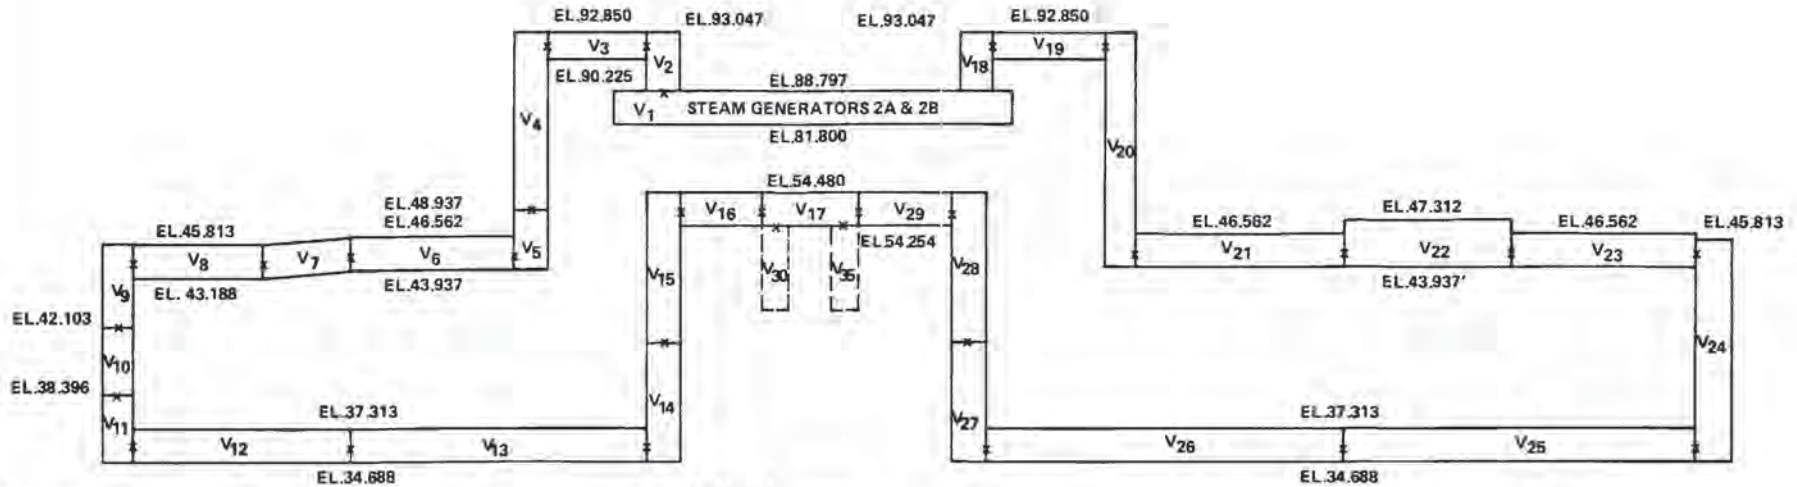 EL.92.850
EL.93.047
EL.93.047
EL.92.850
V3
V2
V18
V19
EL.90.225
EL.88.797
V1
STEAM GENERATORS 2A & 2B
V4
EL.81.800
V20
EL.54.480
EL.48.937
EL.46.562
V16
V17
V29
EL.47.312
EL.46.562
EL.46.562
EL.45.813
EL.45.813
V5
EL.54.254
V8
V7
V6
V21
V22
V23
V15
V30
V35
V28
EL. 43.188
EL.43.937
EL.43.937'
V9
EL.42.103
V10
V24
EL.38.396
EL.37.313
EL.37.313
V11
V14
V27
V12
V13
V26
V25
EL.34.688
EL.34.688